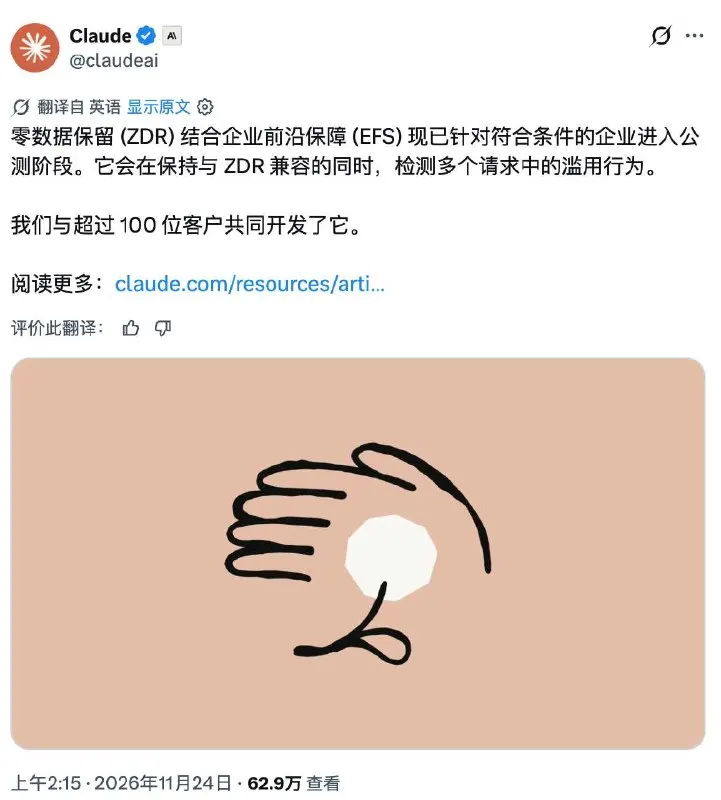 Claude
@claudeai
翻译自 英语 显示原文
零数据保留 (ZDR) 结合企业前沿保障 (EFS) 现已针对符合条件的企业进入公
测阶段。它会在保持与 ZDR 兼容的同时，检测多个请求中的滥用行为。
我们与超过 100 位客户共同开发了它。
阅读更多：claude.com/resources/arti...
评价此翻译：
上午2:15 · 2026年11月24日 · 62.9万 查看